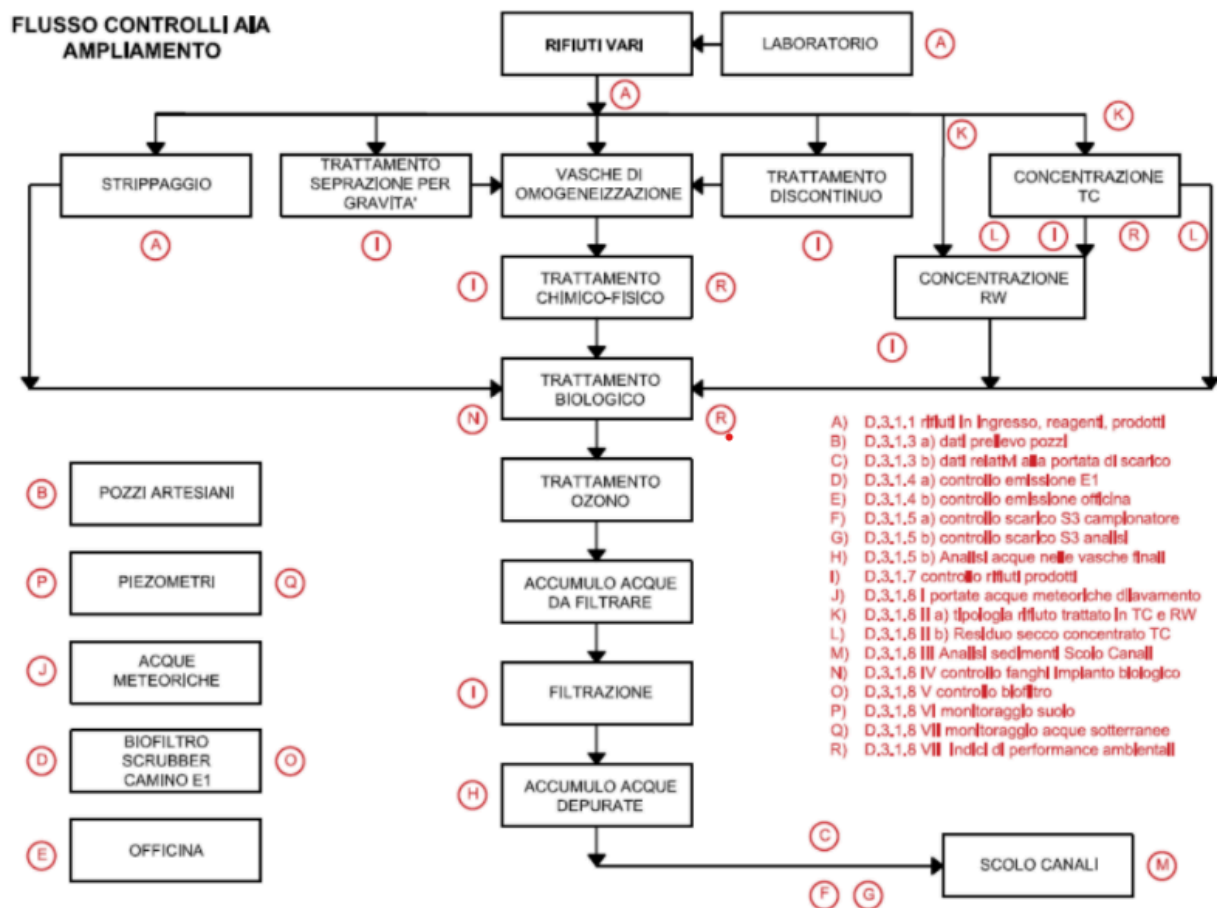 FLUSSO CONTROLLI AIA
AMPLIAMENTO
RIFIUTI VARI
LABORATORIO
A
A
K
K
STRIPPAGGIO
TRATTAMENTO
SEPRAZIONE PER
GRAVITA'
VASCHE DI
OMOGENEIZZAZIONE
TRATTAMENTO
DISCONTINUO
CONCENTRAZIONE
TC
A
I
I
L
I
R
L
I
TRATTAMENTO
CHIMICO-FISICO
R
CONCENTRAZIONE
RW
I
TRATTAMENTO
BIOLOGICO
N
R
TRATTAMENTO
OZONO
ACCUMULO ACQUE
DA FILTRARE
I
FILTRAZIONE
H
ACCUMULO ACQUE
DEPURATE
C
F
G
SCOLO CANALI
M
B
POZZI ARTESIANI
P
PIEZOMETRI
Q
J
ACQUE
METEORICHE
D
BIOFILTRO
SCRUBBER
CAMINO E1
O
E
OFFICINA
A) D.3.1.1 rifiuti in ingresso, reagenti, prodotti
B) D.3.1.3 a) dati prelievo pozzi
C) D.3.1.3 b) dati relativi alla portata di scarico
D) D.3.1.4 a) controllo emissione E1
E) D.3.1.4 b) controllo emissione officina
F) D.3.1.5 a) controllo scarico S3 campionatore
G) D.3.1.5 b) controllo scarico S3 analisi
H) D.3.1.5 b) Analisi acque nelle vasche finali
I) D.3.1.7 controllo rifiuti prodotti
J) D.3.1.8 I portate acque meteoriche dilavamento
K) D.3.1.8 II a) tipologia rifiuto trattato in TC e RW
L) D.3.1.8 II b) Residuo secco concentrato TC
M) D.3.1.8 III Analisi sedimenti Scolo Canali
N) D.3.1.8 IV controllo fanghi impianto biologico
O) D.3.1.8 V controllo biofiltro
P) D.3.1.8 VI monitoraggio suolo
Q) D.3.1.8 VII monitoraggio acque sotterranee
R) D.3.1.8 VII Indici di performance ambientali